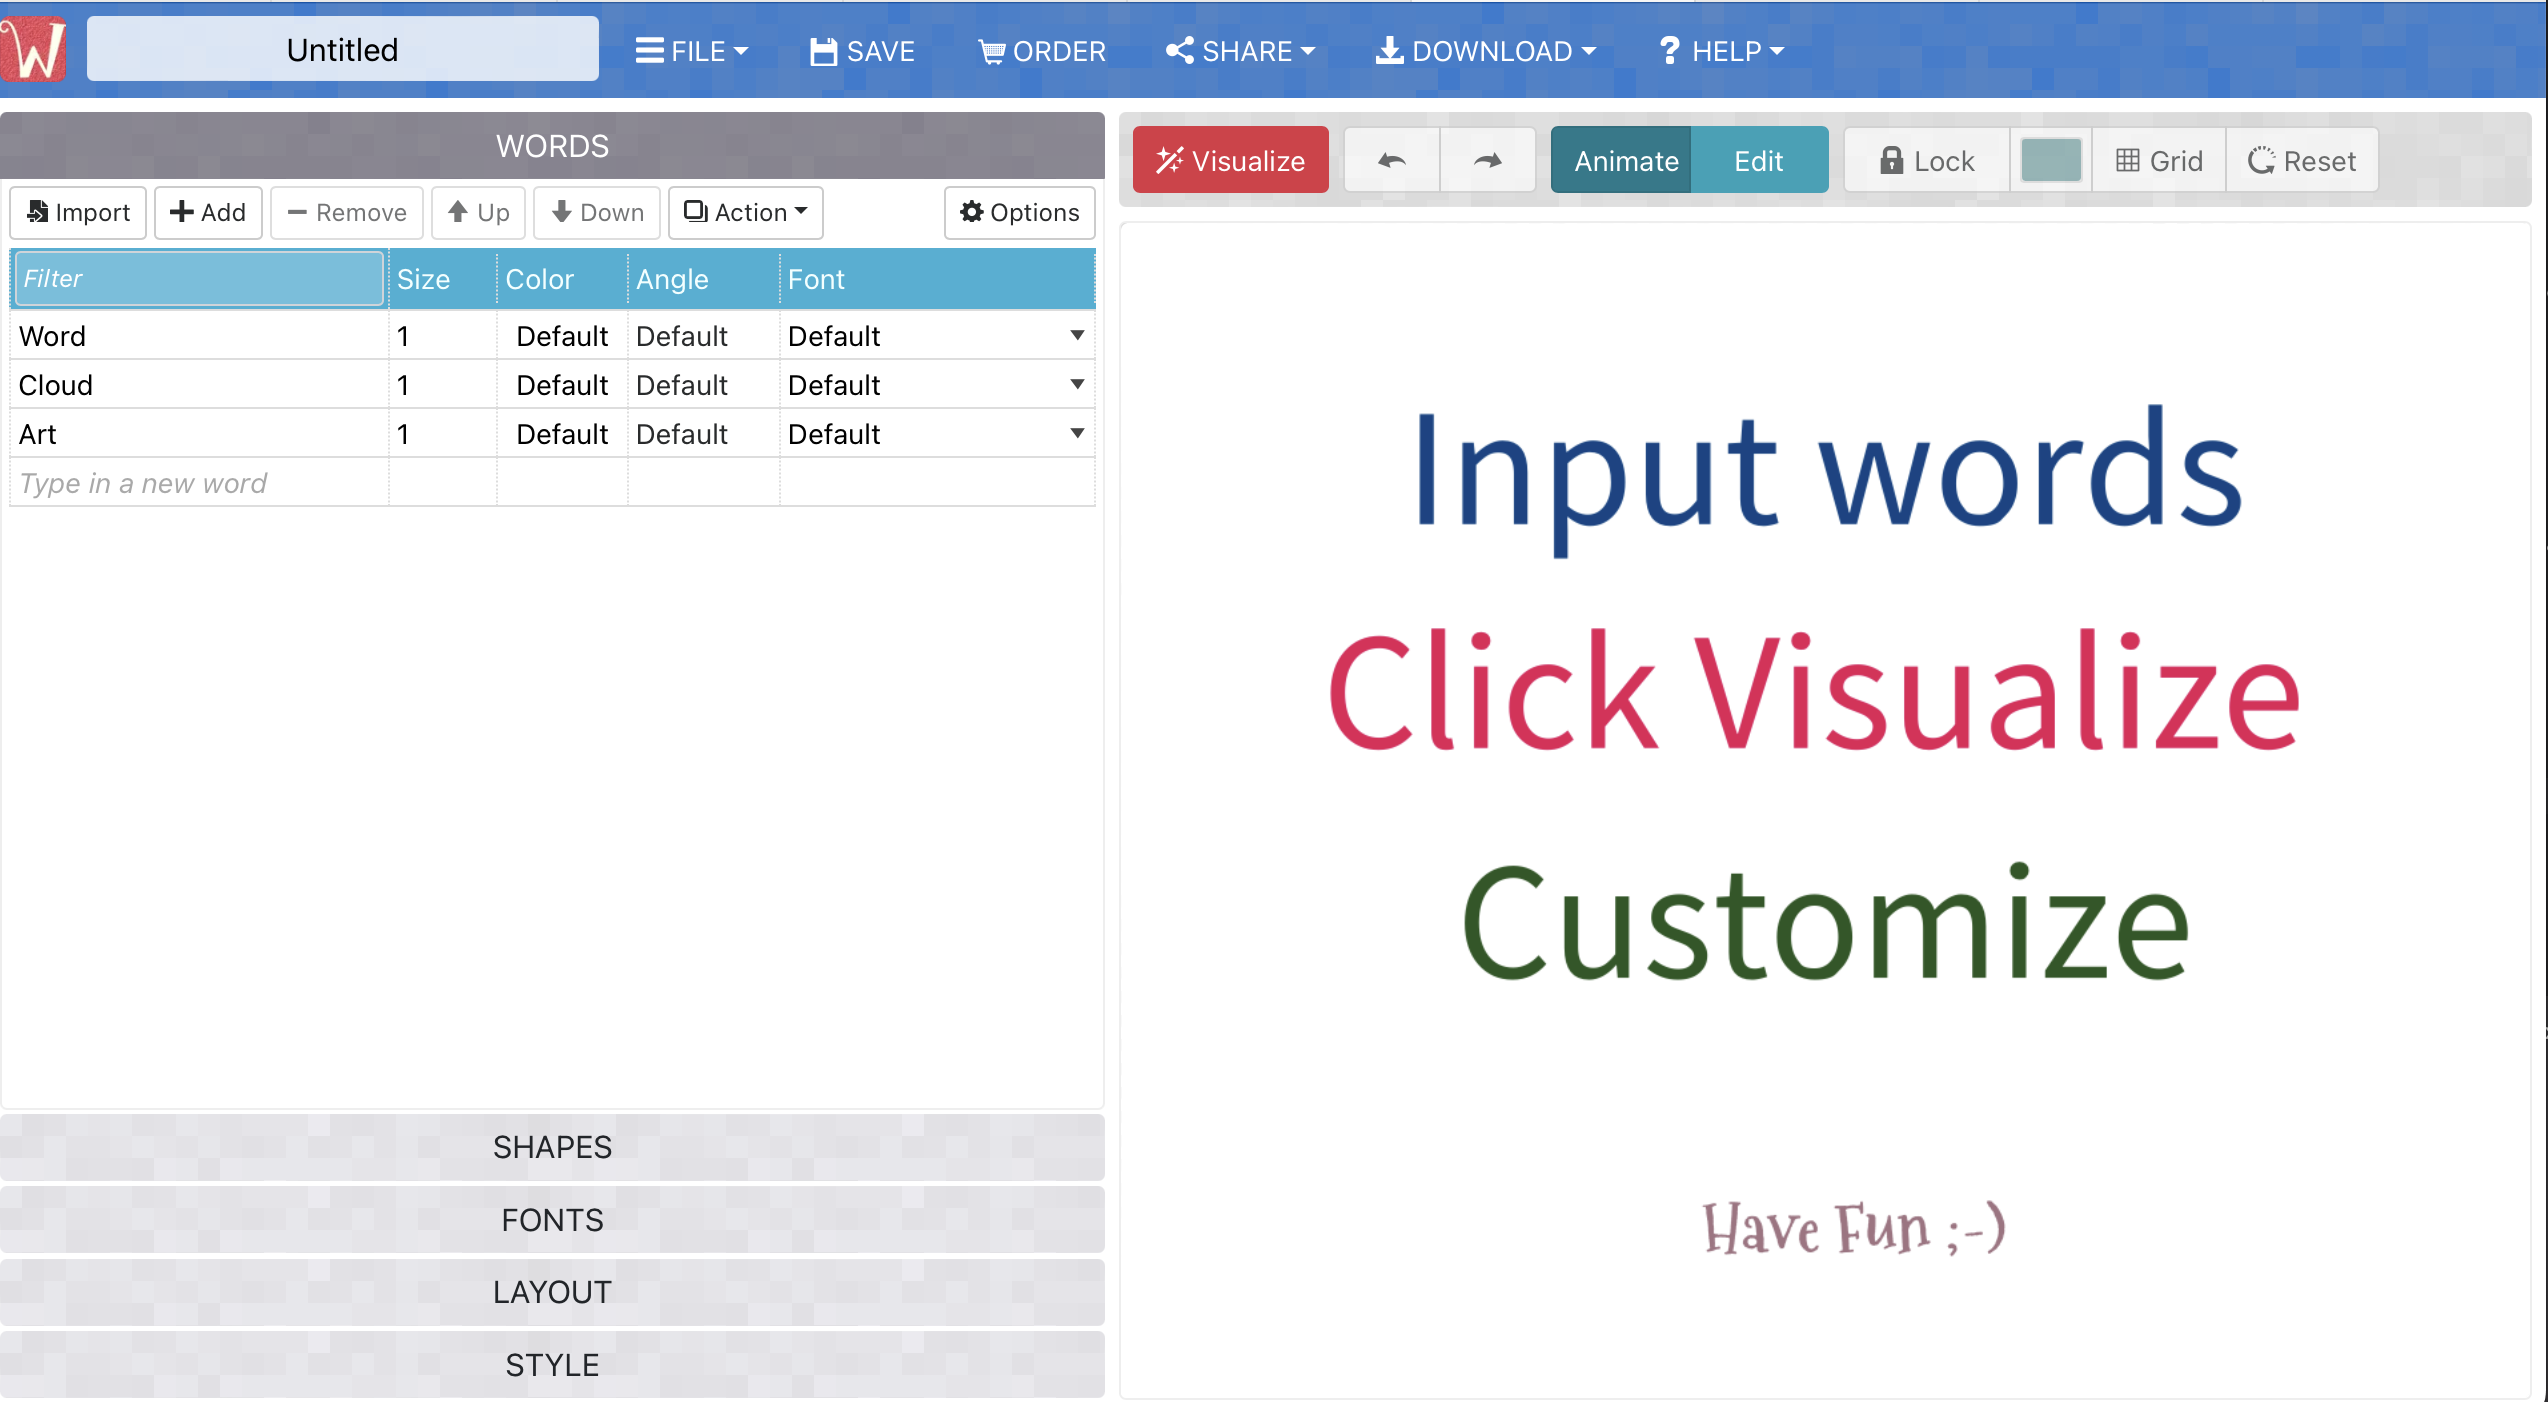 W Untitled FILE SAVE ORDER SHARE DOWNLOAD ? HELP
WORDS
Import Add Remove Up Down Action Options
Filter Size Color Angle Font
Word 1 Default Default Default
Cloud 1 Default Default Default
Art 1 Default Default Default
Type in a new word
SHAPES
FONTS
LAYOUT
STYLE
Visualize Animate Edit Lock Grid Reset
Input words
Click Visualize
Customize
Have Fun ;-)